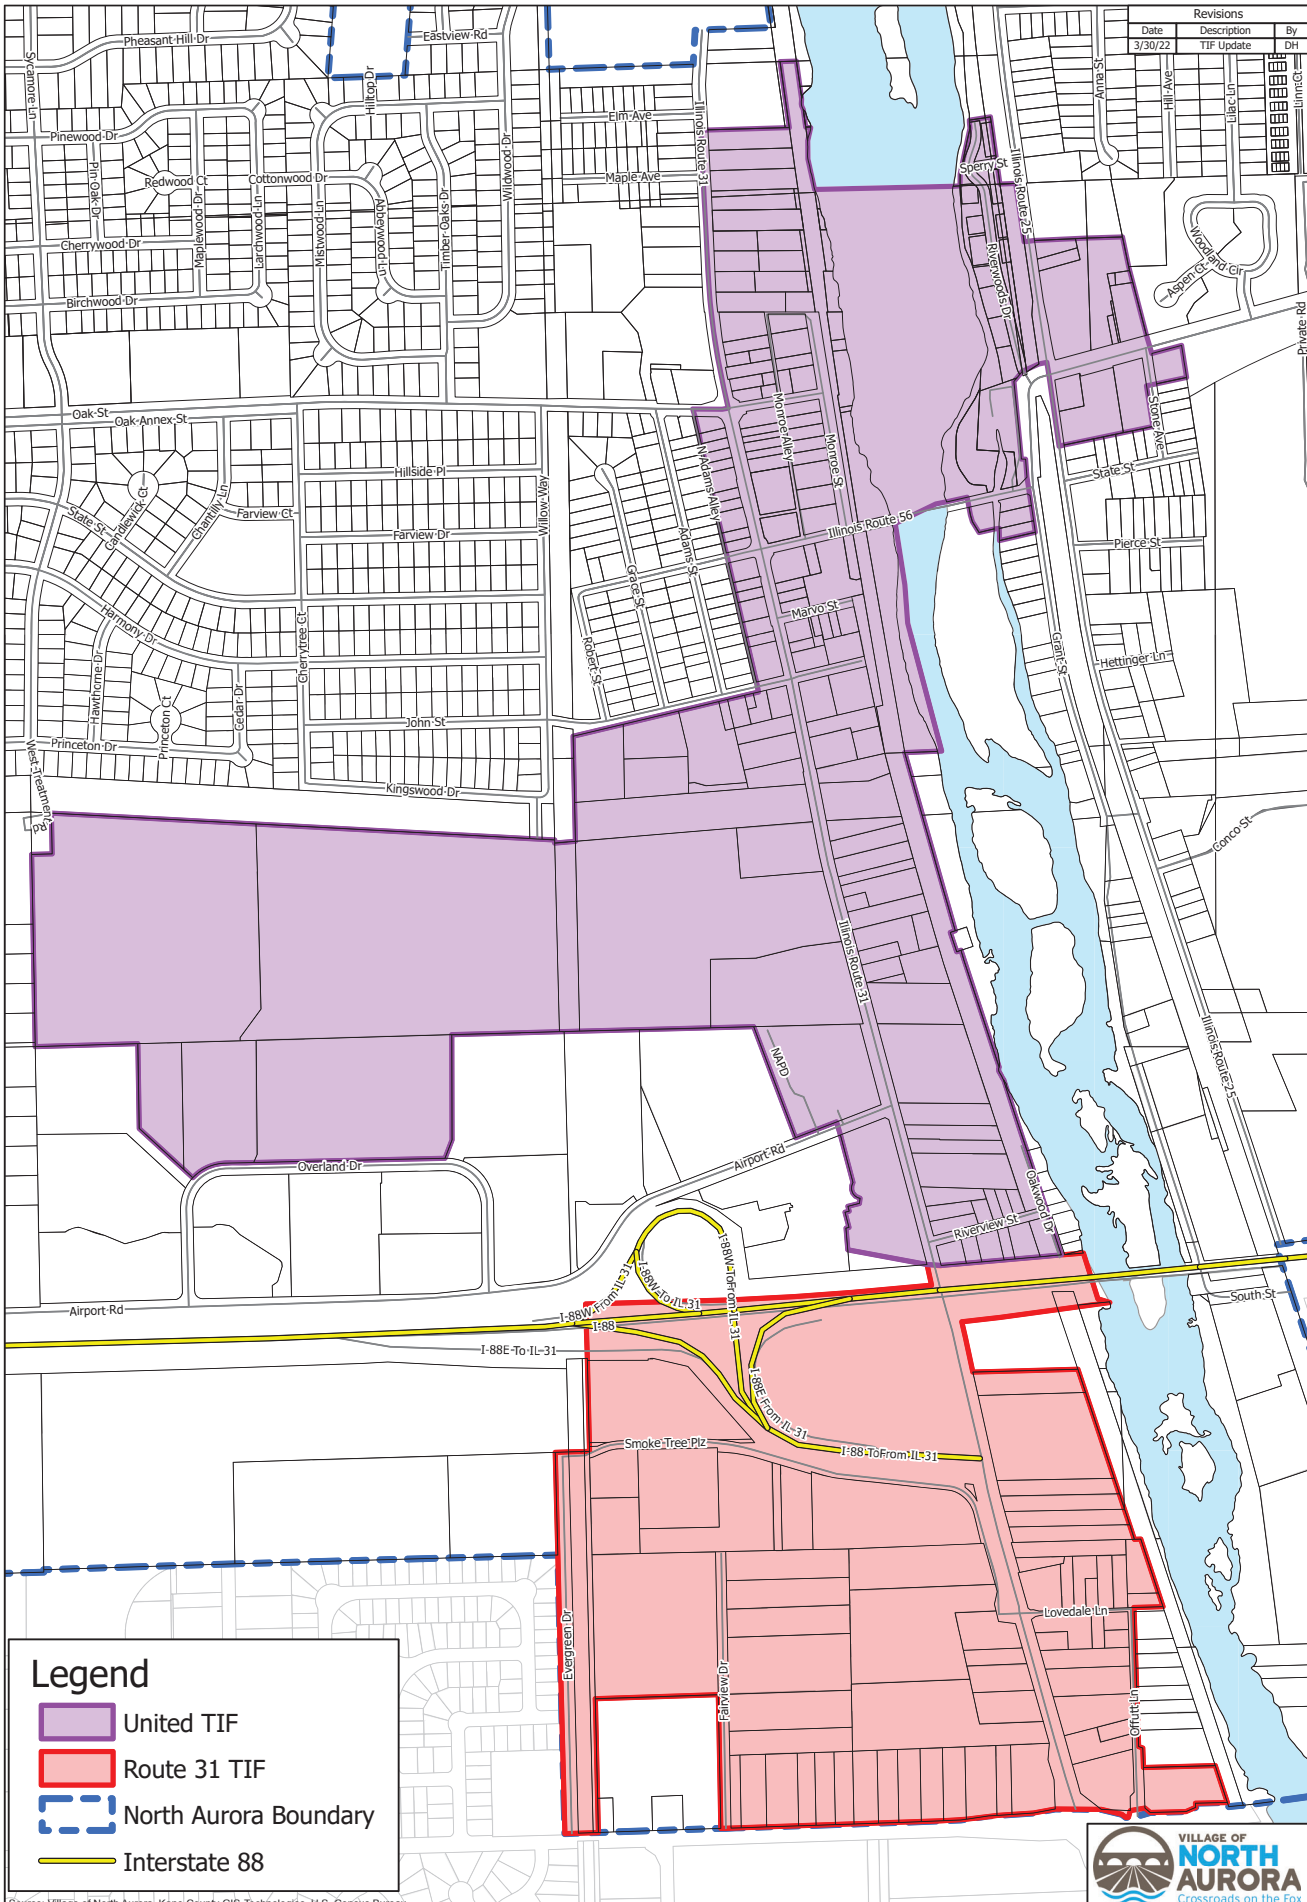 Revisions
Date Description By
3/30/22 TIF Update DH
Pheasant Hill Dr
Eastview Rd
Sycamore Ln
Hilltop Dr
Anna St
Hill Ave
Lilac Ln
Linn Ct
Elm Ave
Illinois Route 31
Pinewood Dr
Wildwood Dr
Sperry St
Illinois Route 25
Pin Oak Dr
Redwood Ct
Cottonwood Dr
Maple Ave
Maplewood Dr
Larchwood Ln
Mistwood Ln
Abbeywood Ln
Timber Oaks Dr
Cherrywood Dr
Riverwoods Dr
Woodland Cir
Aspen Ct
Birchwood Dr
Private Rd
Oak St
Oak Annex St
Monroe Alley
Monroe St
Stone Ave
N Adams Alley
Hillside Pl
State St
Candlewick Ct
Chantilly Ln
Farview Ct
Willow Way
State St
Farview Dr
Adams St
Illinois Route 56
Pierce St
Grace St
Harmony Dr
Marvo St
Cherrytree Ct
Robert St
Grant St
Hettinger Ln
Hawthorne Dr
Princeton Ct
Cedar Dr
John St
Princeton Dr
West Treatment Rd
Kingswood Dr
Conco St
Illinois Route 31
Illinois Route 25
NAPD
Airport Rd
Overland Dr
Oakwood Dr
Riverview St
I-88W From IL 31
I-88W To IL 31
I-88W ToFrom IL 31
South St
Airport Rd
I-88
I-88E To IL 31
I-88E From IL 31
Smoke Tree Plz
I-88 ToFrom IL 31
Evergreen Dr
Fairview Dr
Lovedale Ln
Offutt Ln
Legend
United TIF
Route 31 TIF
North Aurora Boundary
Interstate 88
VILLAGE OF
NORTH
AURORA
Crossroads on the Fox